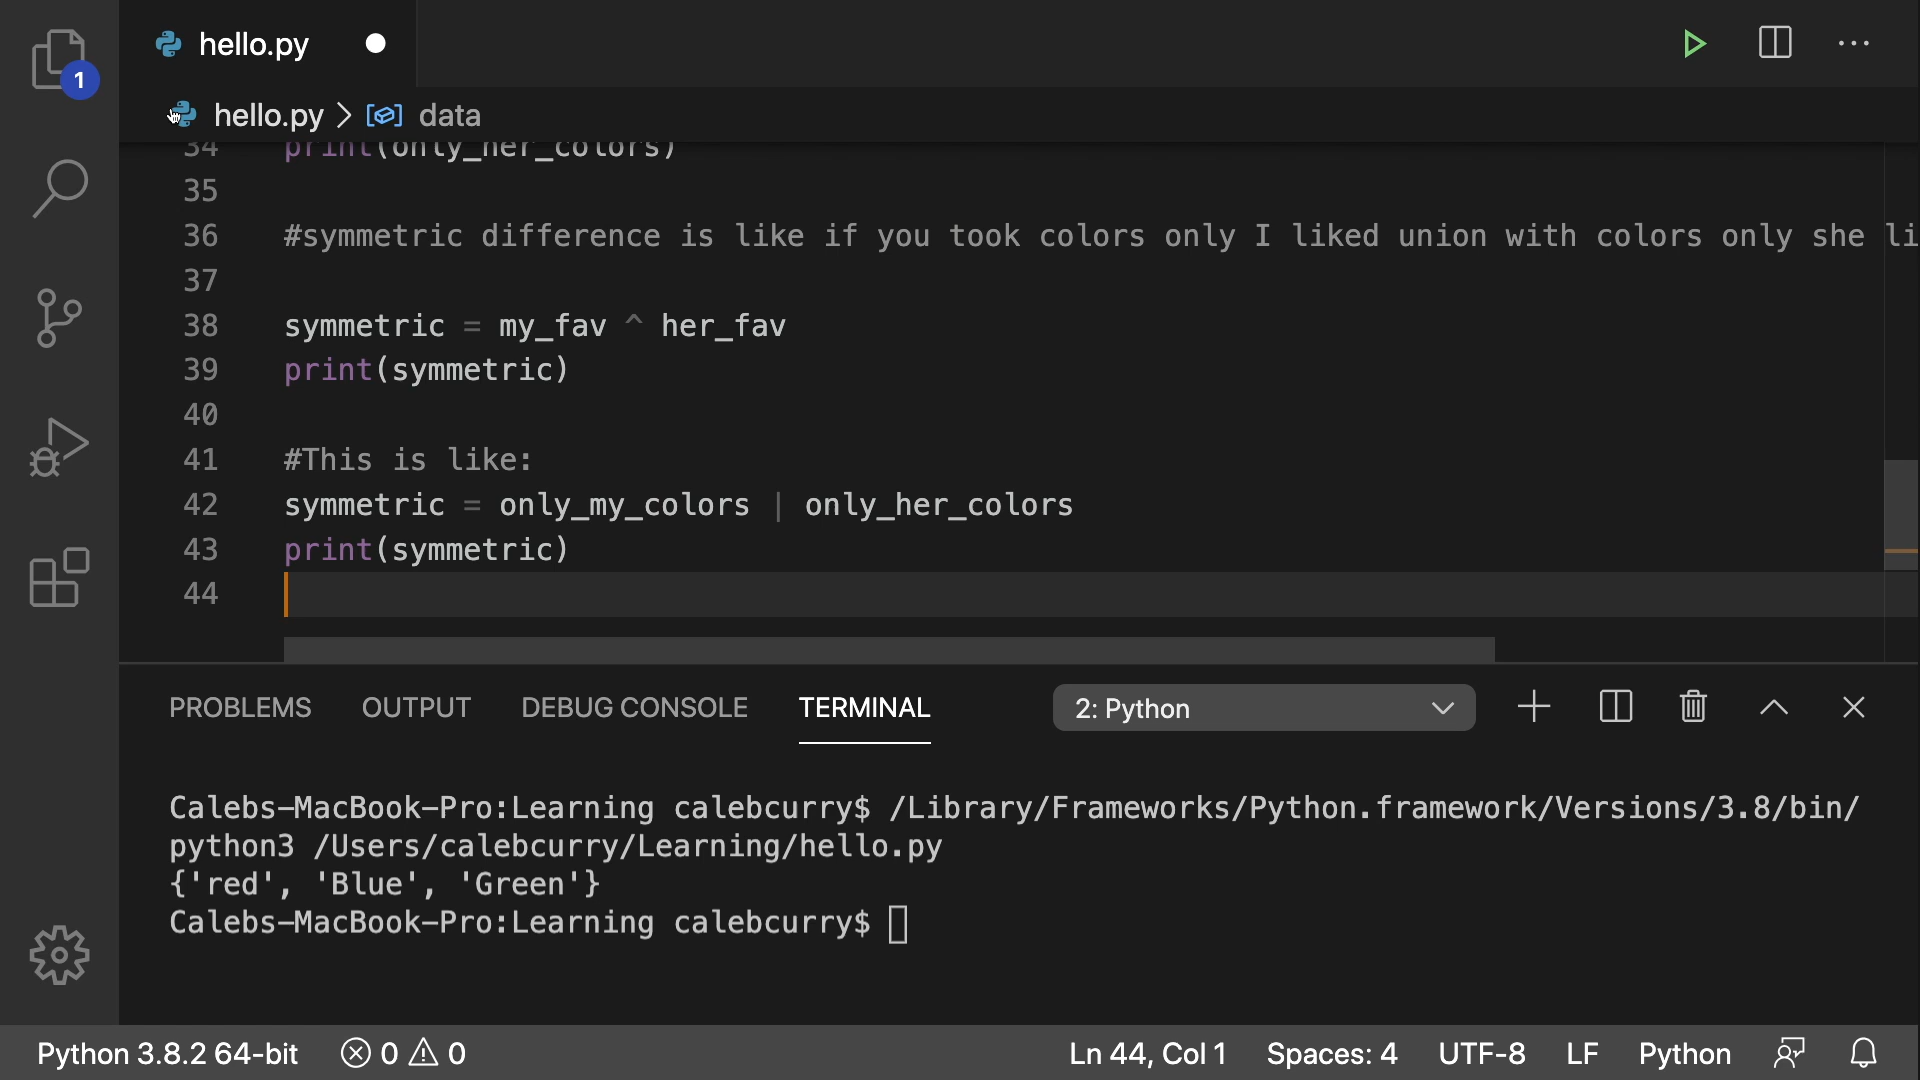 hello.py
1
hello.py > data
34 print(only_her_colors)
35
36 #symmetric difference is like if you took colors only I liked union with colors only she li
37
38 symmetric = my_fav ^ her_fav
39 print(symmetric)
40
41 #This is like:
42 symmetric = only_my_colors | only_her_colors
43 print(symmetric)
44
PROBLEMS OUTPUT DEBUG CONSOLE TERMINAL 2: Python
Calebs-MacBook-Pro:Learning calebcurry$ /Library/Frameworks/Python.framework/Versions/3.8/bin/
python3 /Users/calebcurry/Learning/hello.py
{'red', 'Blue', 'Green'}
Calebs-MacBook-Pro:Learning calebcurry$
Python 3.8.2 64-bit 0 0 Ln 44, Col 1 Spaces: 4 UTF-8 LF Python